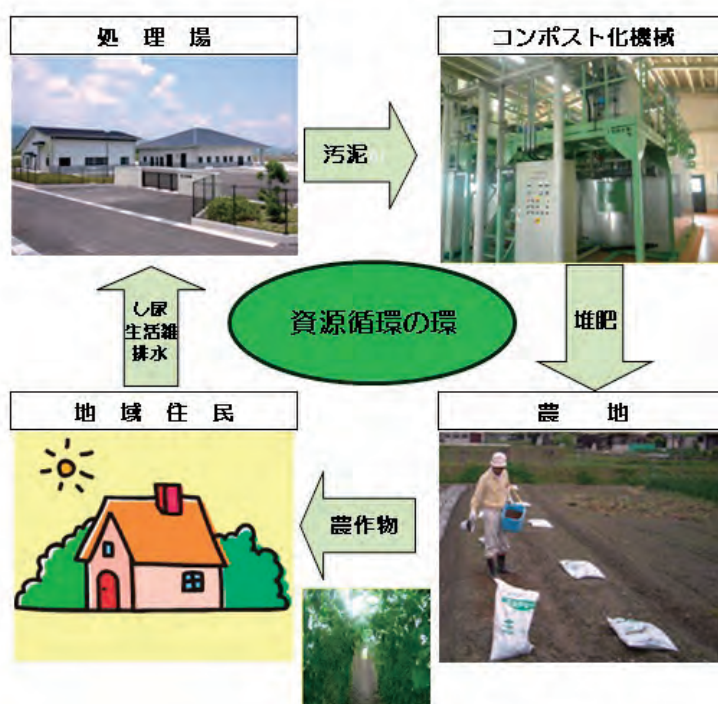 処理場
コンポスト化機械
汚泥
資源循環の環
し尿
生活雑
排水
堆肥
地域住民
農地
農作物